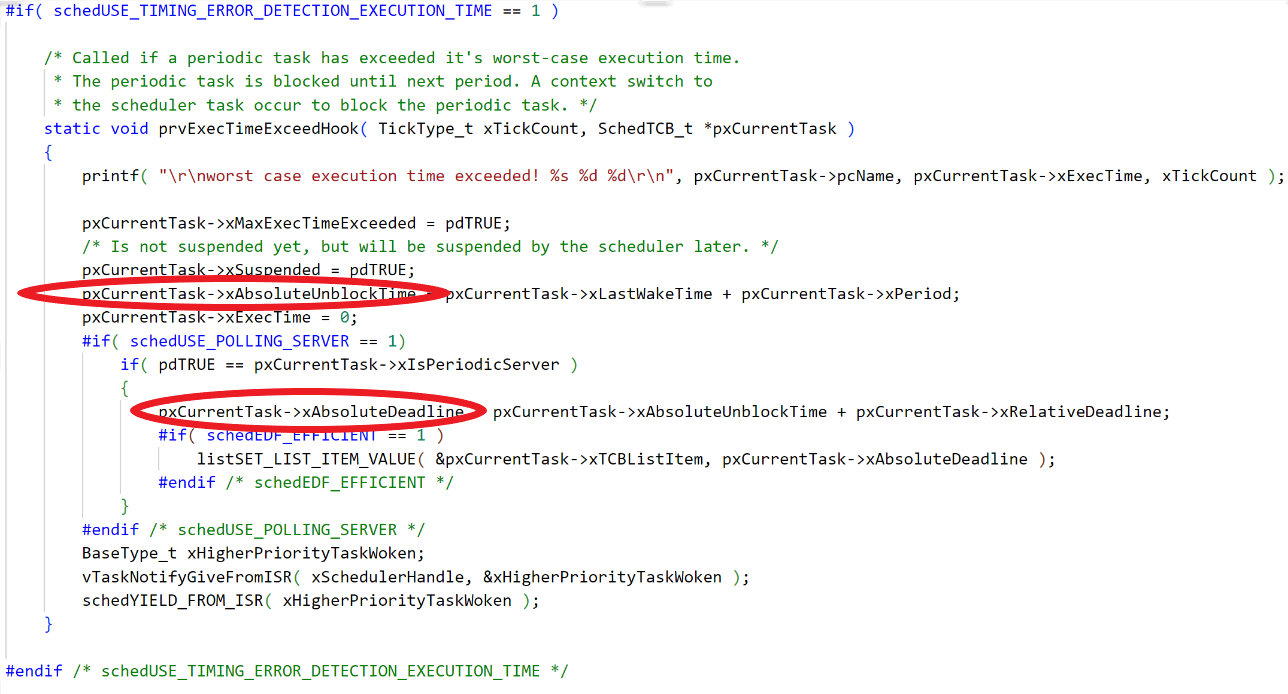 #if( schedUSE_TIMING_ERROR_DETECTION_EXECUTION_TIME == 1 )
/* Called if a periodic task has exceeded it's worst-case execution time.
* The periodic task is blocked until next period. A context switch to
* the scheduler task occur to block the periodic task. */
static void prvExecTimeExceedHook( TickType_t xTickCount, SchedTCB_t *pxCurrentTask )
{
printf( "\r\nworst case execution time exceeded! %s %d %d\r\n", pxCurrentTask->pcName, pxCurrentTask->xExecTime, xTickCount );
pxCurrentTask->xMaxExecTimeExceeded = pdTRUE;
/* Is not suspended yet, but will be suspended by the scheduler later. */
pxCurrentTask->xSuspended = pdTRUE;
pxCurrentTask->xAbsoluteUnblockTime = pxCurrentTask->xLastWakeTime + pxCurrentTask->xPeriod;
pxCurrentTask->xExecTime = 0;
#if( schedUSE_POLLING_SERVER == 1)
if( pdTRUE == pxCurrentTask->xIsPeriodicServer )
{
pxCurrentTask->xAbsoluteDeadline pxCurrentTask->xAbsoluteUnblockTime + pxCurrentTask->xRelativeDeadline;
#if( schedEDF_EFFICIENT == 1 )
listSET_LIST_ITEM_VALUE( &pxCurrentTask->xTCBListItem, pxCurrentTask->xAbsoluteDeadline );
#endif /* schedEDF_EFFICIENT */
}
#endif /* schedUSE_POLLING_SERVER */
BaseType_t xHigherPriorityTaskWoken;
vTaskNotifyGiveFromISR( xSchedulerHandle, &xHigherPriorityTaskWoken );
schedYIELD_FROM_ISR( xHigherPriorityTaskWoken );
}
#endif /* schedUSE_TIMING_ERROR_DETECTION_EXECUTION_TIME */